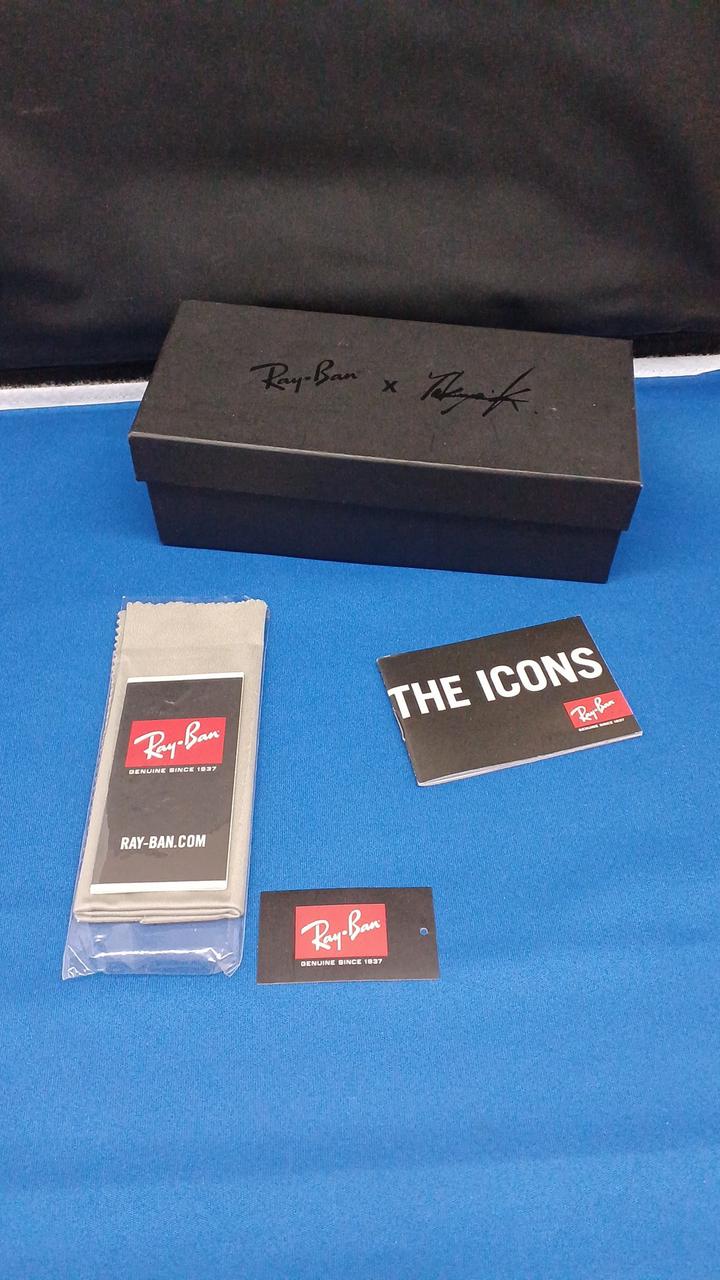 Ray-Ban x Takuya.K.
THE ICONS
Ray-Ban
GENUINE SINCE 1937
Ray-Ban
GENUINE SINCE 1937
RAY-BAN.COM
Ray-Ban
GENUINE SINCE 1937